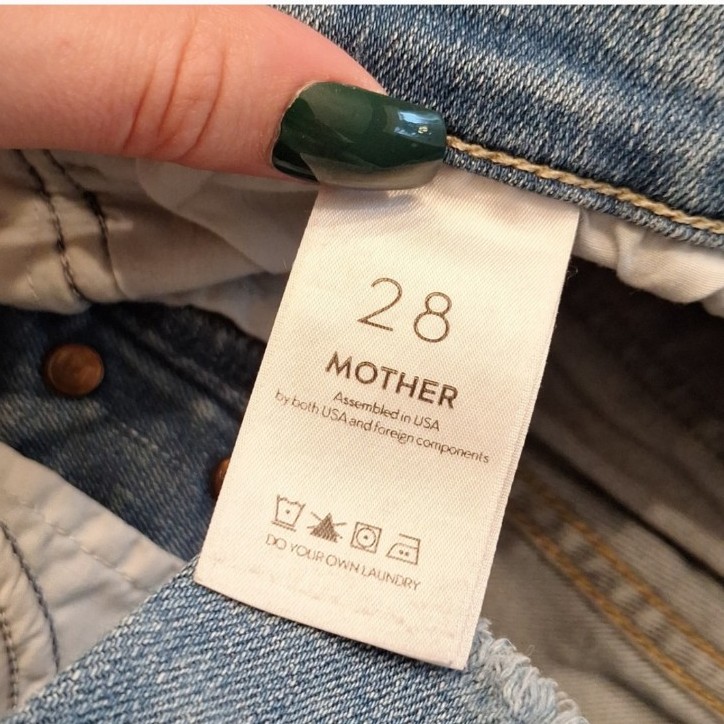 28
MOTHER
Assembled in USA
by both USA and foreign components
DO YOUR OWN LAUNDRY